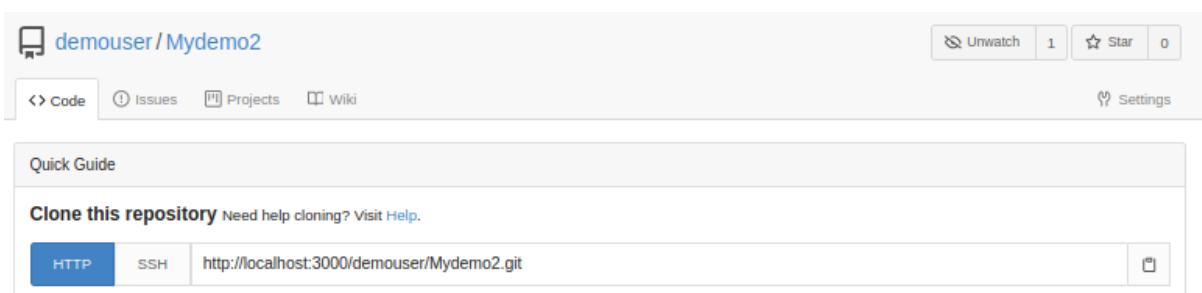 demouser / Mydemo2 Unwatch 1 Star 0
Code Issues Projects Wiki Settings
Quick Guide
Clone this repository Need help cloning? Visit Help.
HTTP SSH http://localhost:3000/demouser/Mydemo2.git